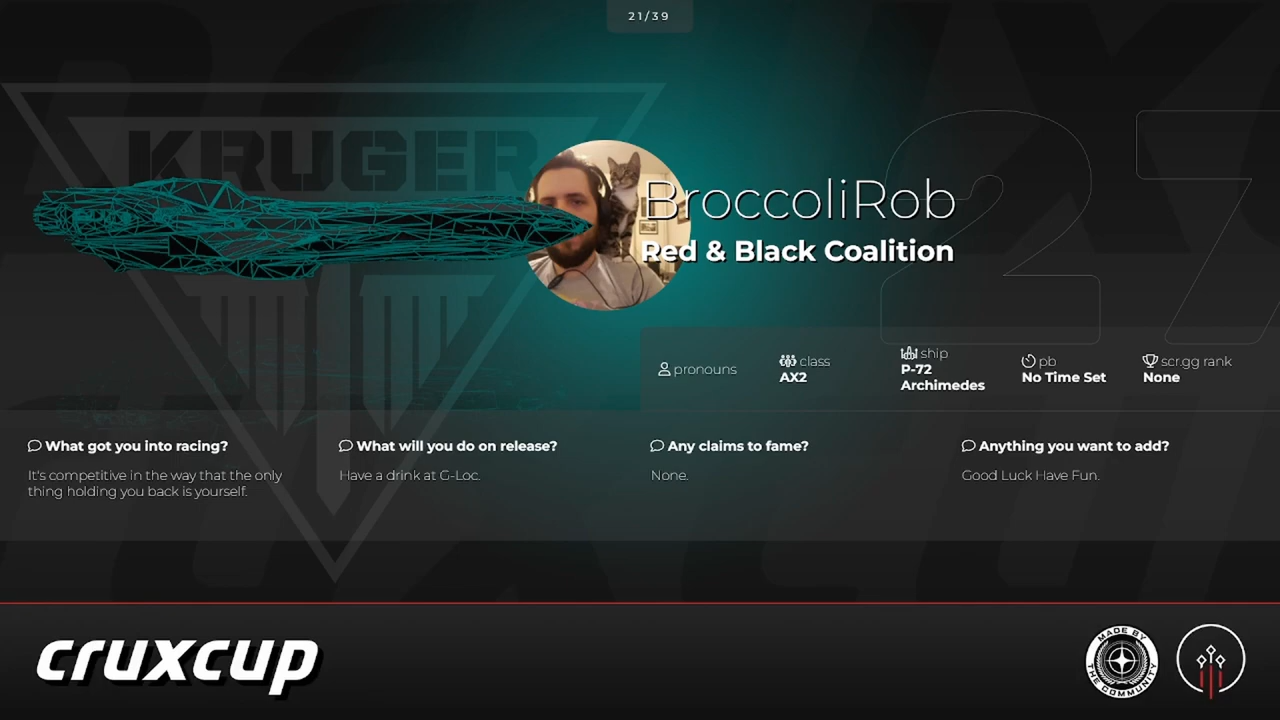 21/39
KRUGER
27
BroccoliRob
Red & Black Coalition
pronouns
class
AX2
ship
P-72
Archimedes
pb
No Time Set
scr.gg rank
None
What got you into racing?
It's competitive in the way that the only
thing holding you back is yourself.
What will you do on release?
Have a drink at G-Loc.
Any claims to fame?
None.
Anything you want to add?
Good Luck Have Fun.
cruxcup
MADE BY
THE COMMUNITY